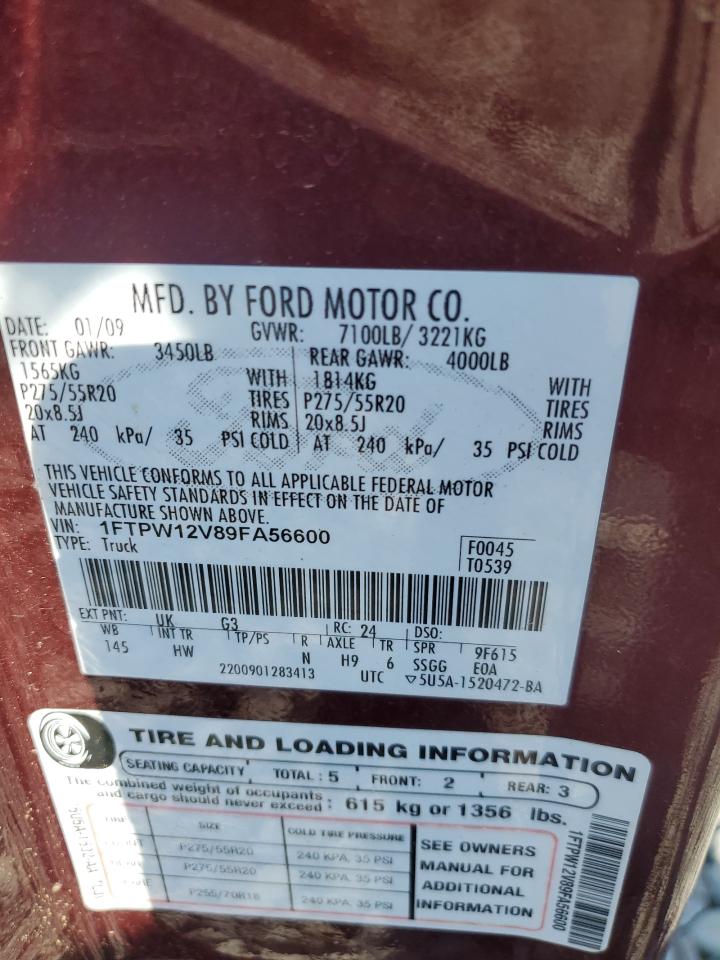 MFD. BY FORD MOTOR CO.
DATE: 01/09 GVWR: 7100LB/ 3221KG
FRONT GAWR: 3450LB REAR GAWR: 4000LB
1565KG WITH 1814KG WITH
P275/55R20 TIRES P275/55R20 TIRES
20x8.5J RIMS 20x8.5J RIMS
AT 240 kPa/ 35 PSI COLD AT 240 kPa/ 35 PSI COLD
THIS VEHICLE CONFORMS TO ALL APPLICABLE FEDERAL MOTOR
VEHICLE SAFETY STANDARDS IN EFFECT ON THE DATE OF
MANUFACTURE SHOWN ABOVE.
VIN: 1FTPW12V89FA56600 F0045
TYPE: Truck T0539
EXT PNT: UK G3 RC: 24 DSO:
WB INT TR TP/PS R AXLE TR SPR 9F615
145 HW N H9 6 SSGG E0A
2200901283413 UTC ▽5U5A-1520472-BA
TIRE AND LOADING INFORMATION
SEATING CAPACITY TOTAL: 5 FRONT: 2 REAR: 3
The combined weight of occupants
and cargo should never exceed: 615 kg or 1356 lbs.
SIZE COLD TIRE PRESSURE SEE OWNERS
P275/55R20 240 KPA, 35 PSI MANUAL FOR
P275/55R20 240 KPA, 35 PSI ADDITIONAL
P255/70R18 240 KPA, 35 PSI INFORMATION
1FTPW12V89FA56600